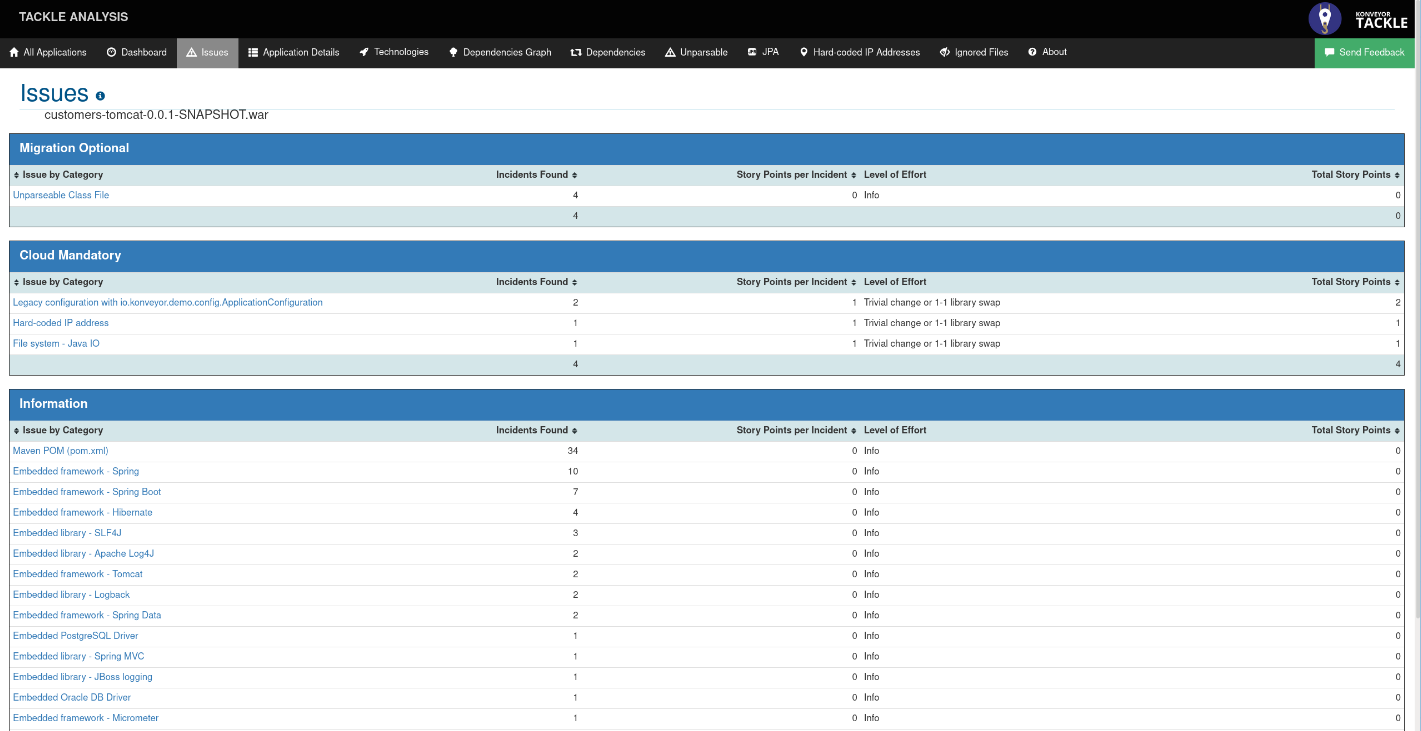 TACKLE ANALYSIS
KONVEYOR
TACKLE
All Applications Dashboard Issues Application Details Technologies Dependencies Graph Dependencies Unparsable JPA Hard-coded IP Addresses Ignored Files About Send Feedback
Issues
customers-tomcat-0.0.1-SNAPSHOT.war
Migration Optional
Issue by Category Incidents Found Story Points per Incident Level of Effort Total Story Points
Unparseable Class File 4 0 Info 0
4 0
Cloud Mandatory
Issue by Category Incidents Found Story Points per Incident Level of Effort Total Story Points
Legacy configuration with io.konveyor.demo.config.ApplicationConfiguration 2 1 Trivial change or 1-1 library swap 2
Hard-coded IP address 1 1 Trivial change or 1-1 library swap 1
File system - Java IO 1 1 Trivial change or 1-1 library swap 1
4 4
Information
Issue by Category Incidents Found Story Points per Incident Level of Effort Total Story Points
Maven POM (pom.xml) 34 0 Info 0
Embedded framework - Spring 10 0 Info 0
Embedded framework - Spring Boot 7 0 Info 0
Embedded framework - Hibernate 4 0 Info 0
Embedded library - SLF4J 3 0 Info 0
Embedded library - Apache Log4J 2 0 Info 0
Embedded framework - Tomcat 2 0 Info 0
Embedded library - Logback 2 0 Info 0
Embedded framework - Spring Data 2 0 Info 0
Embedded PostgreSQL Driver 1 0 Info 0
Embedded library - Spring MVC 1 0 Info 0
Embedded library - JBoss logging 1 0 Info 0
Embedded Oracle DB Driver 1 0 Info 0
Embedded framework - Micrometer 1 0 Info 0